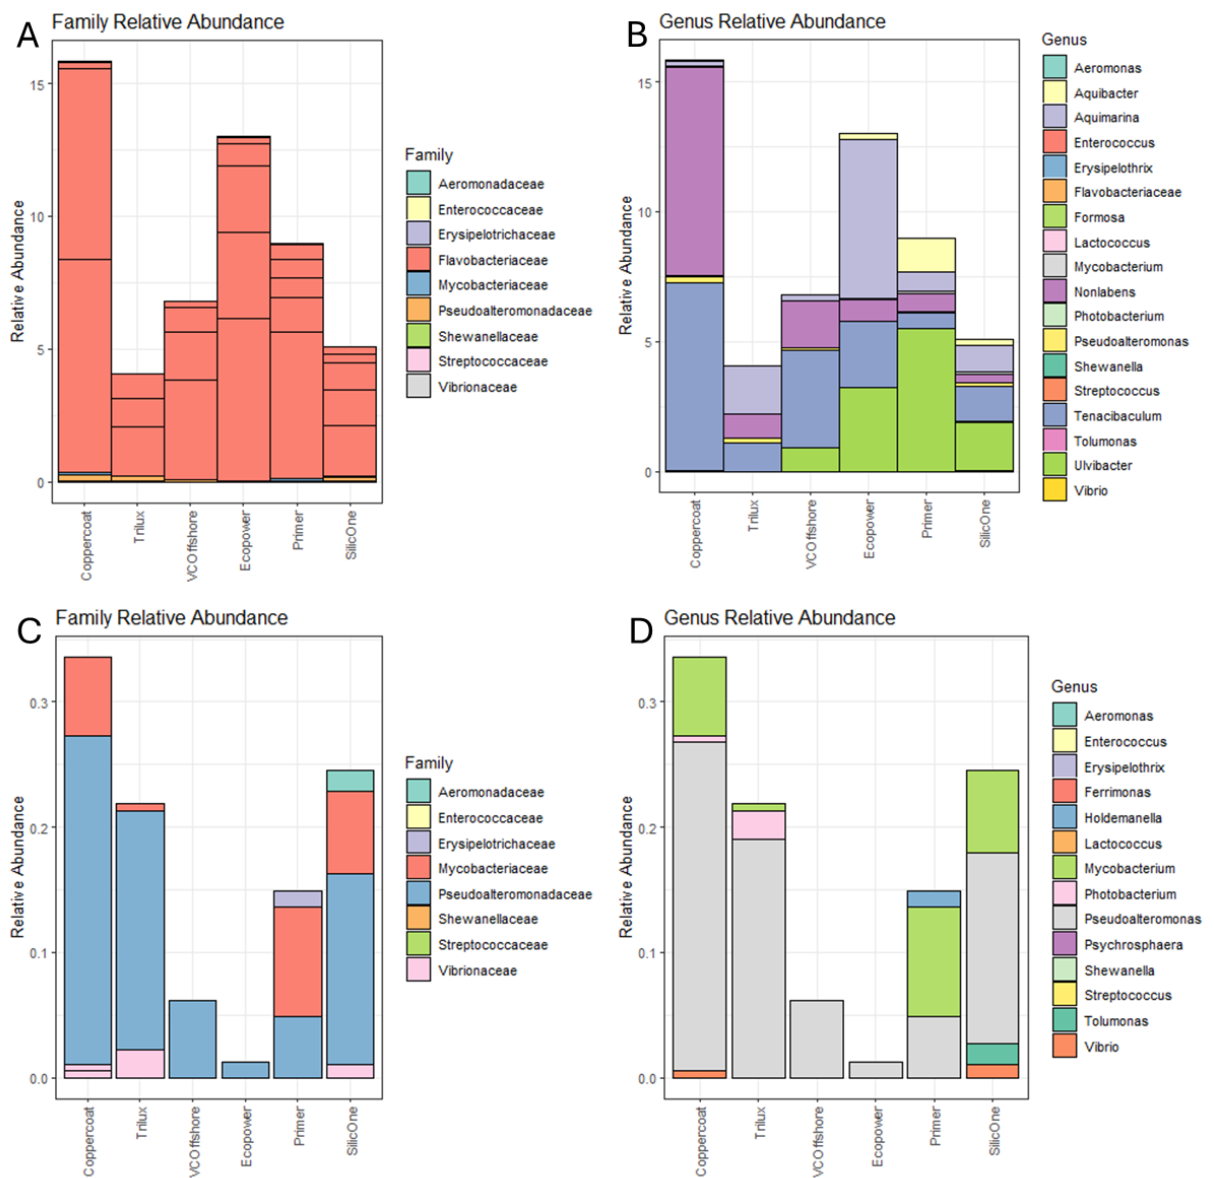 A
Family Relative Abundance
Relative Abundance
15
10
5
0
Coppercoat
Trilux
VCOffshore
Ecopower
Primer
SilicOne
Family
Aeromonadaceae
Enterococcaceae
Erysipelotrichaceae
Flavobacteriaceae
Mycobacteriaceae
Pseudoalteromonadaceae
Shewanellaceae
Streptococcaceae
Vibrionaceae
B
Genus Relative Abundance
Relative Abundance
15
10
5
0
Coppercoat
Trilux
VCOffshore
Ecopower
Primer
SilicOne
Genus
Aeromonas
Aquibacter
Aquimarina
Enterococcus
Erysipelothrix
Flavobacteriaceae
Formosa
Lactococcus
Mycobacterium
Nonlabens
Photobacterium
Pseudoalteromonas
Shewanella
Streptococcus
Tenacibaculum
Tolumonas
Ulvibacter
Vibrio
C
Family Relative Abundance
Relative Abundance
0.3
0.2
0.1
0.0
Coppercoat
Trilux
VCOffshore
Ecopower
Primer
SilicOne
Family
Aeromonadaceae
Enterococcaceae
Erysipelotrichaceae
Mycobacteriaceae
Pseudoalteromonadaceae
Shewanellaceae
Streptococcaceae
Vibrionaceae
D
Genus Relative Abundance
Relative Abundance
0.3
0.2
0.1
0.0
Coppercoat
Trilux
VCOffshore
Ecopower
Primer
SilicOne
Genus
Aeromonas
Enterococcus
Erysipelothrix
Ferrimonas
Holdemanella
Lactococcus
Mycobacterium
Photobacterium
Pseudoalteromonas
Psychrosphaera
Shewanella
Streptococcus
Tolumonas
Vibrio